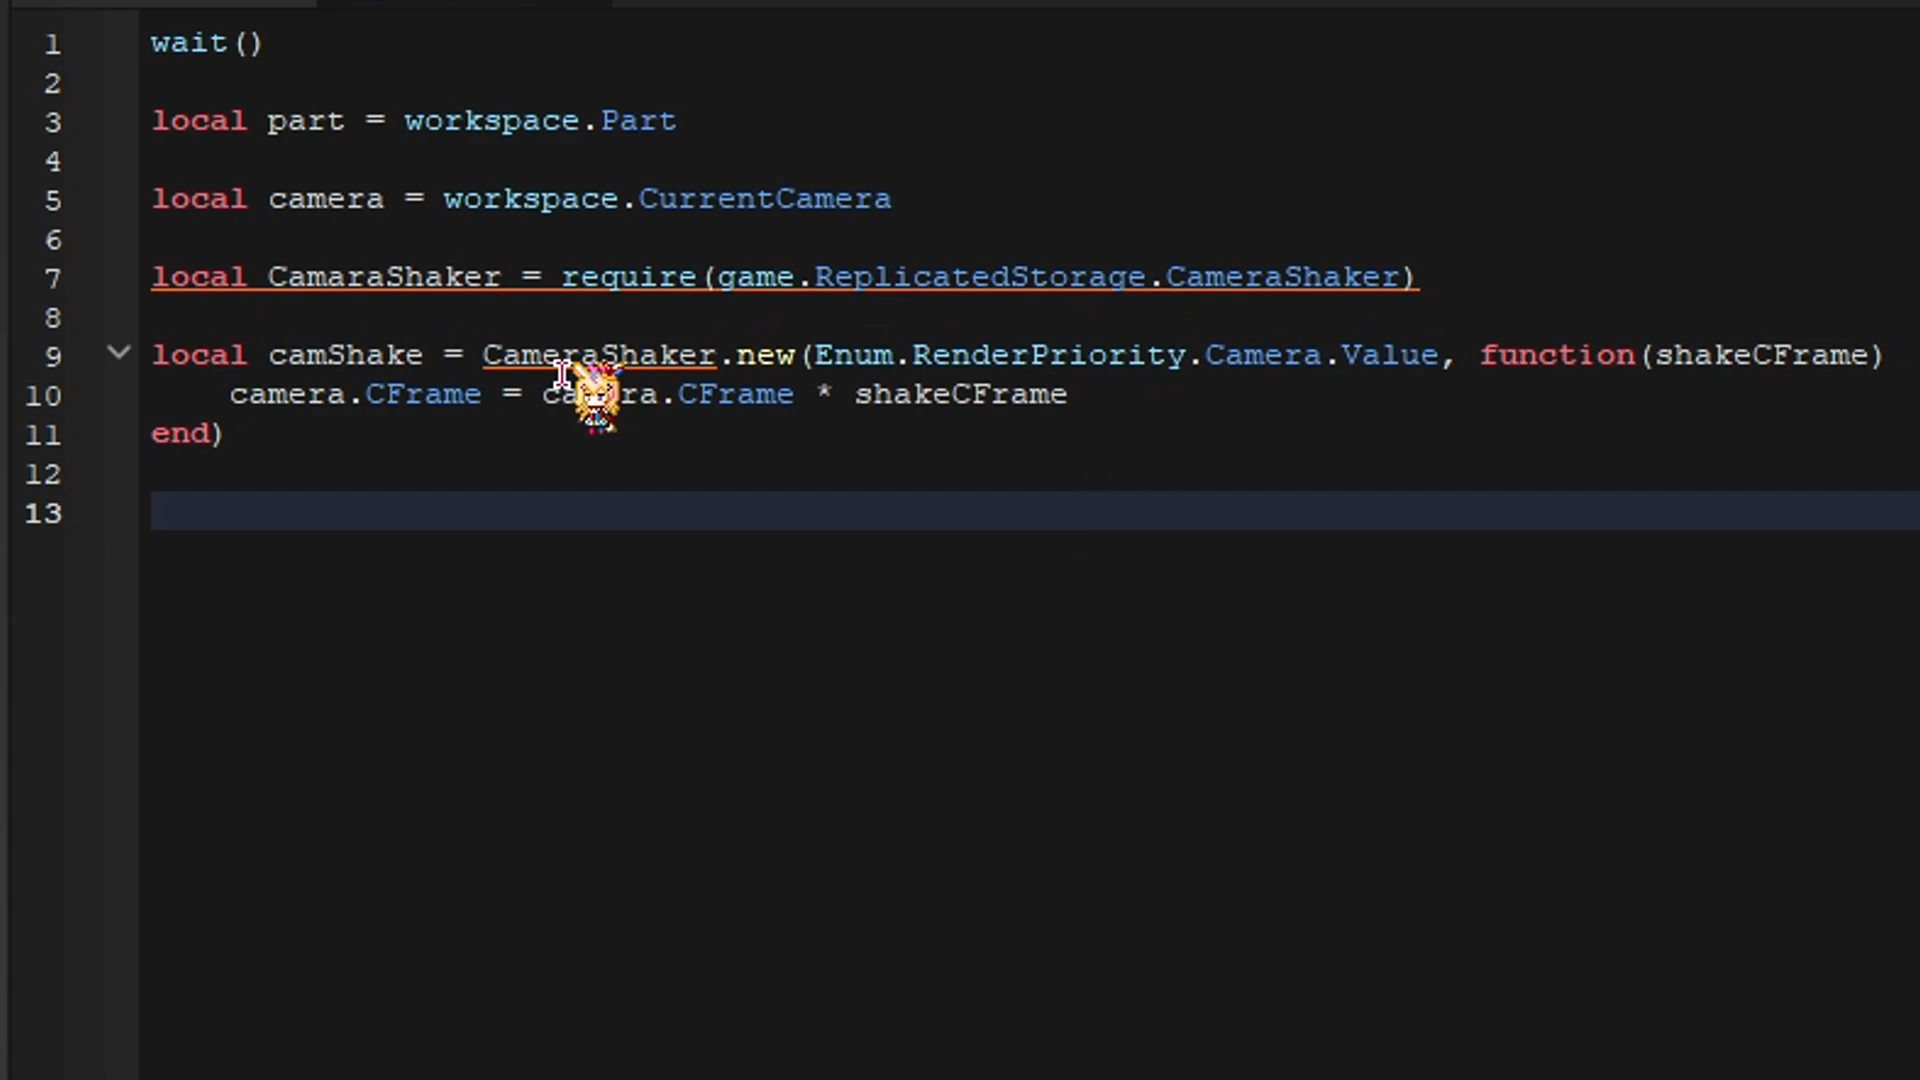 1 wait()
2
3 local part = workspace.Part
4
5 local camera = workspace.CurrentCamera
6
7 local CamaraShaker = require(game.ReplicatedStorage.CameraShaker)
8
9 local camShake = CameraShaker.new(Enum.RenderPriority.Camera.Value, function(shakeCFrame)
10 camera.CFrame = camera.CFrame * shakeCFrame
11 end)
12
13